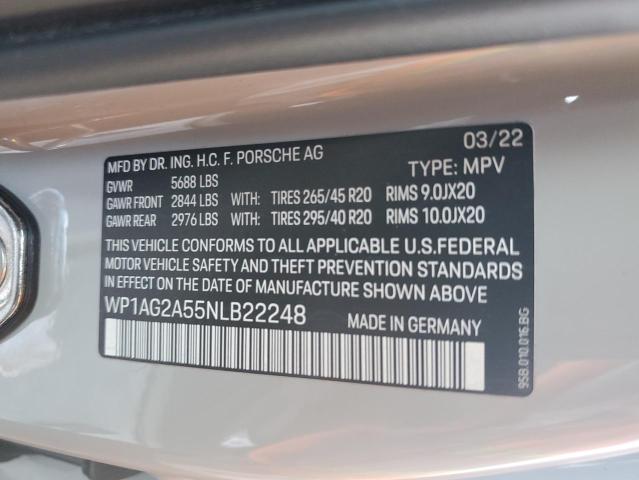 03/22
MFD BY DR. ING. H.C. F. PORSCHE AG
TYPE: MPV
GVWR 5688 LBS
GAWR FRONT 2844 LBS WITH: TIRES 265/45 R20 RIMS 9.0JX20
GAWR REAR 2976 LBS WITH: TIRES 295/40 R20 RIMS 10.0JX20
THIS VEHICLE CONFORMS TO ALL APPLICABLE U.S.FEDERAL
MOTOR VEHICLE SAFETY AND THEFT PREVENTION STANDARDS
IN EFFECT ON THE DATE OF MANUFACTURE SHOWN ABOVE
WP1AG2A55NLB22248 MADE IN GERMANY
95B.010.016.BG